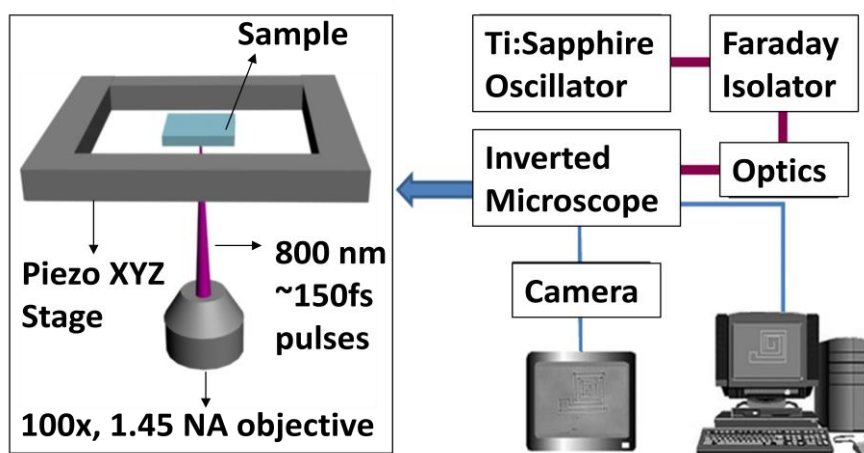 Sample
Piezo XYZ
Stage
800 nm
~150fs
pulses
100x, 1.45 NA objective
Ti:Sapphire
Oscillator
Faraday
Isolator
Inverted
Microscope
Optics
Camera